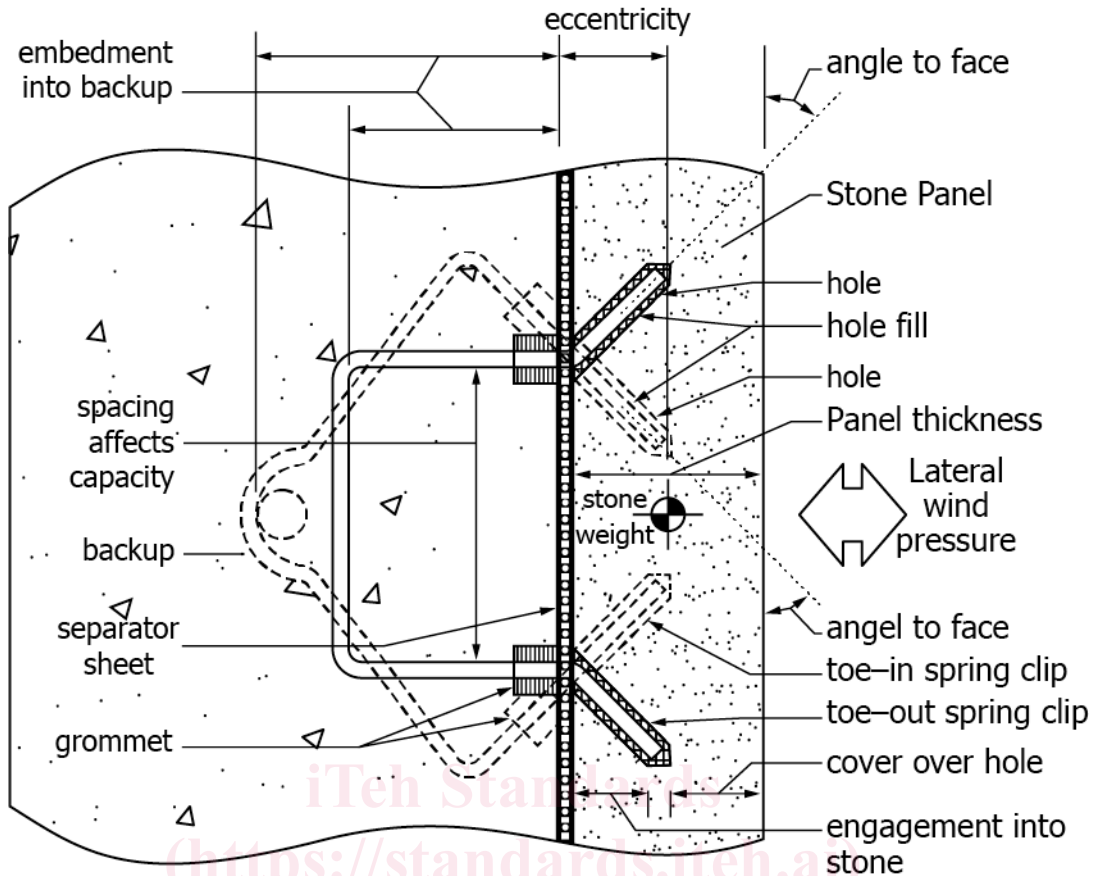 eccentricity
embedment
into backup
angle to face
Stone Panel
hole
hole fill
hole
Panel thickness
spacing
affects
capacity
stone
weight
Lateral
wind
pressure
backup
separator
sheet
angel to face
toe–in spring clip
toe–out spring clip
grommet
cover over hole
engagement into
stone
iTeh Standards
(https://standards.iteh.ai)